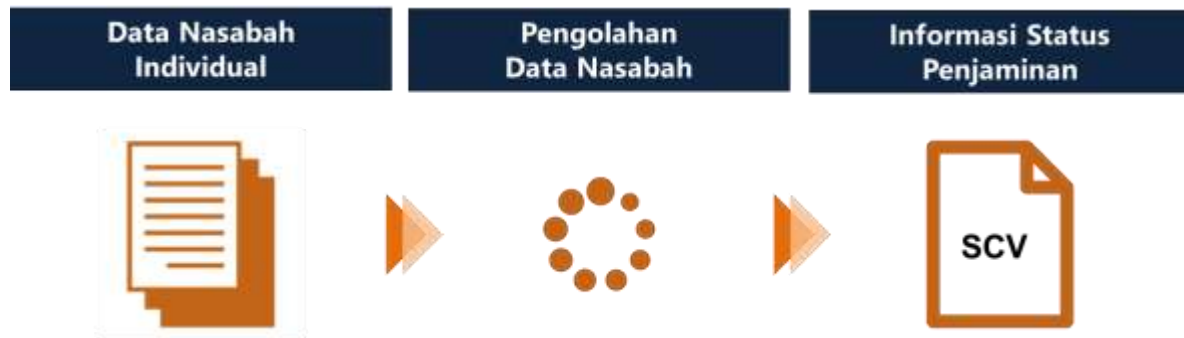 Data Nasabah
Individual
Pengolahan
Data Nasabah
Informasi Status
Penjaminan
SCV